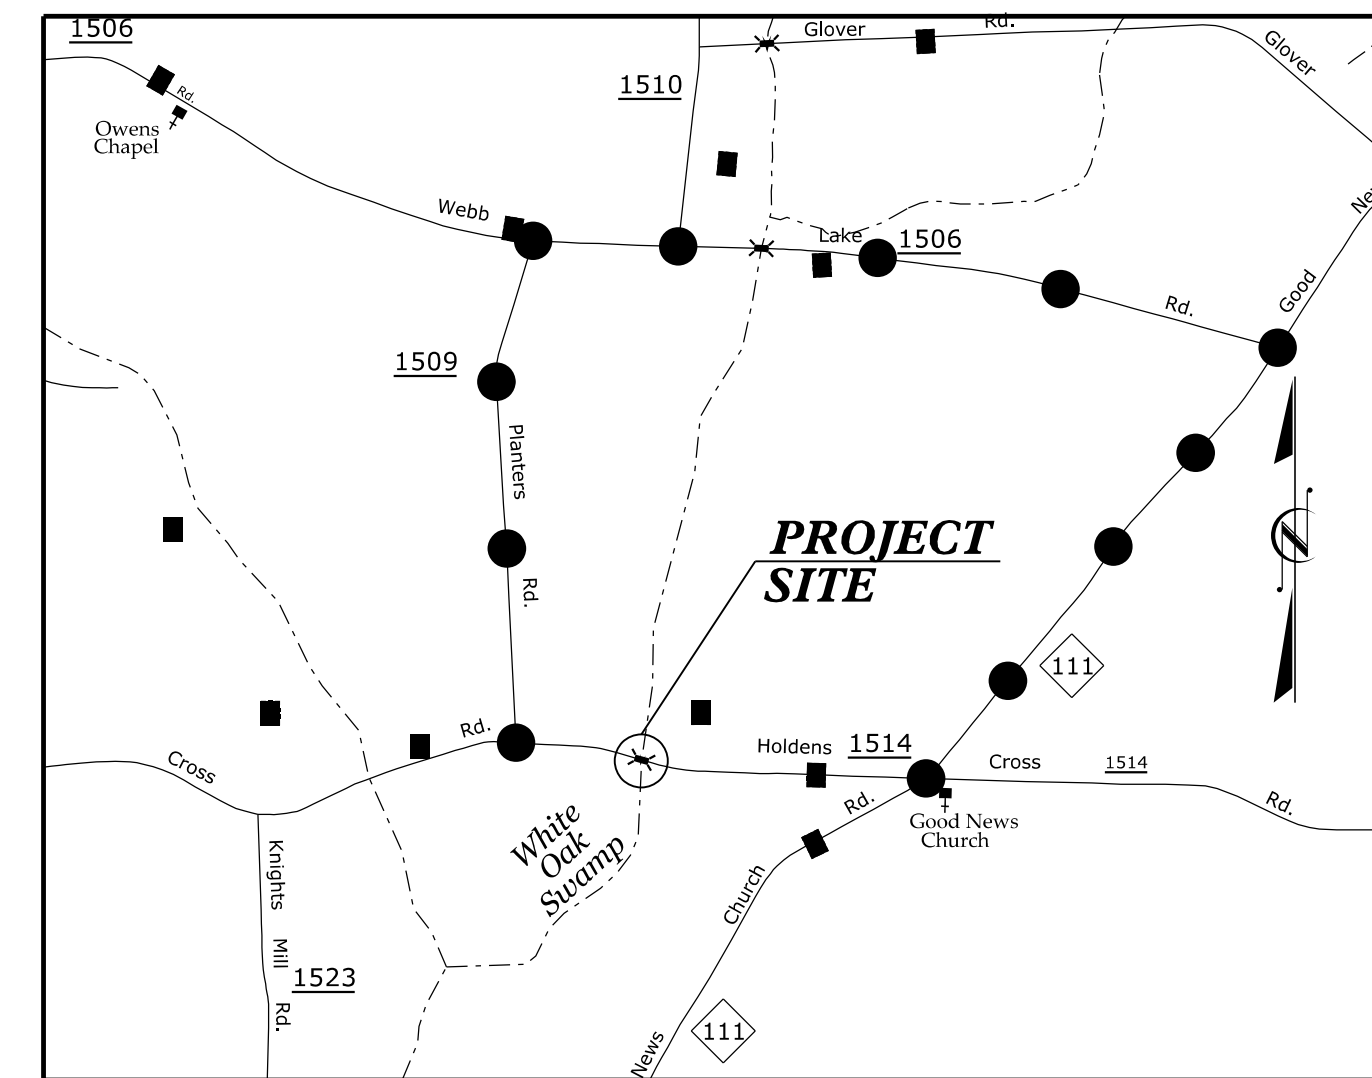 1506
Glover
Rd.
Glover
Rd.
1510
Owens
Chapel
Webb
Lake
1506
Rd.
Good
1509
Planters
Rd.
PROJECT
SITE
111
Rd.
Holdens
1514
Cross
1514
Rd.
Cross
Rd.
Good News
Church
White
Oak
Swamp
Knights
Mill
Rd.
1523
Church
News
111